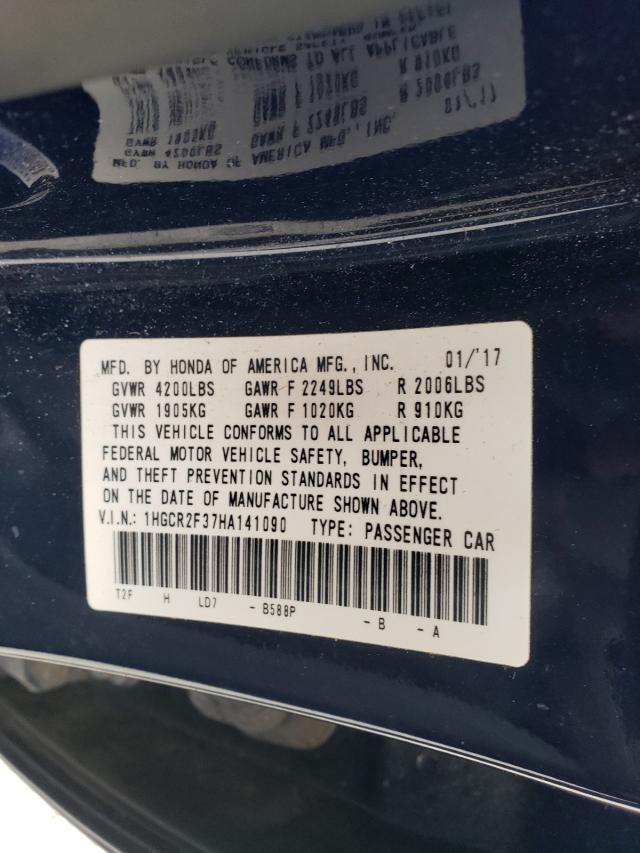 MFD. BY HONDA OF AMERICA MFG., INC. 01/'17
GVWR 4200LBS GAWR F 2249LBS R 2006LBS
GVWR 1905KG GAWR F 1020KG R 910KG
THIS VEHICLE CONFORMS TO ALL APPLICABLE
FEDERAL MOTOR VEHICLE SAFETY, BUMPER,
AND THEFT PREVENTION STANDARDS IN EFFECT
ON THE DATE OF MANUFACTURE SHOWN ABOVE.
V.I.N.: 1HGCR2F37HA141090 TYPE: PASSENGER CAR
T2F H LD7 - B588P - B - A